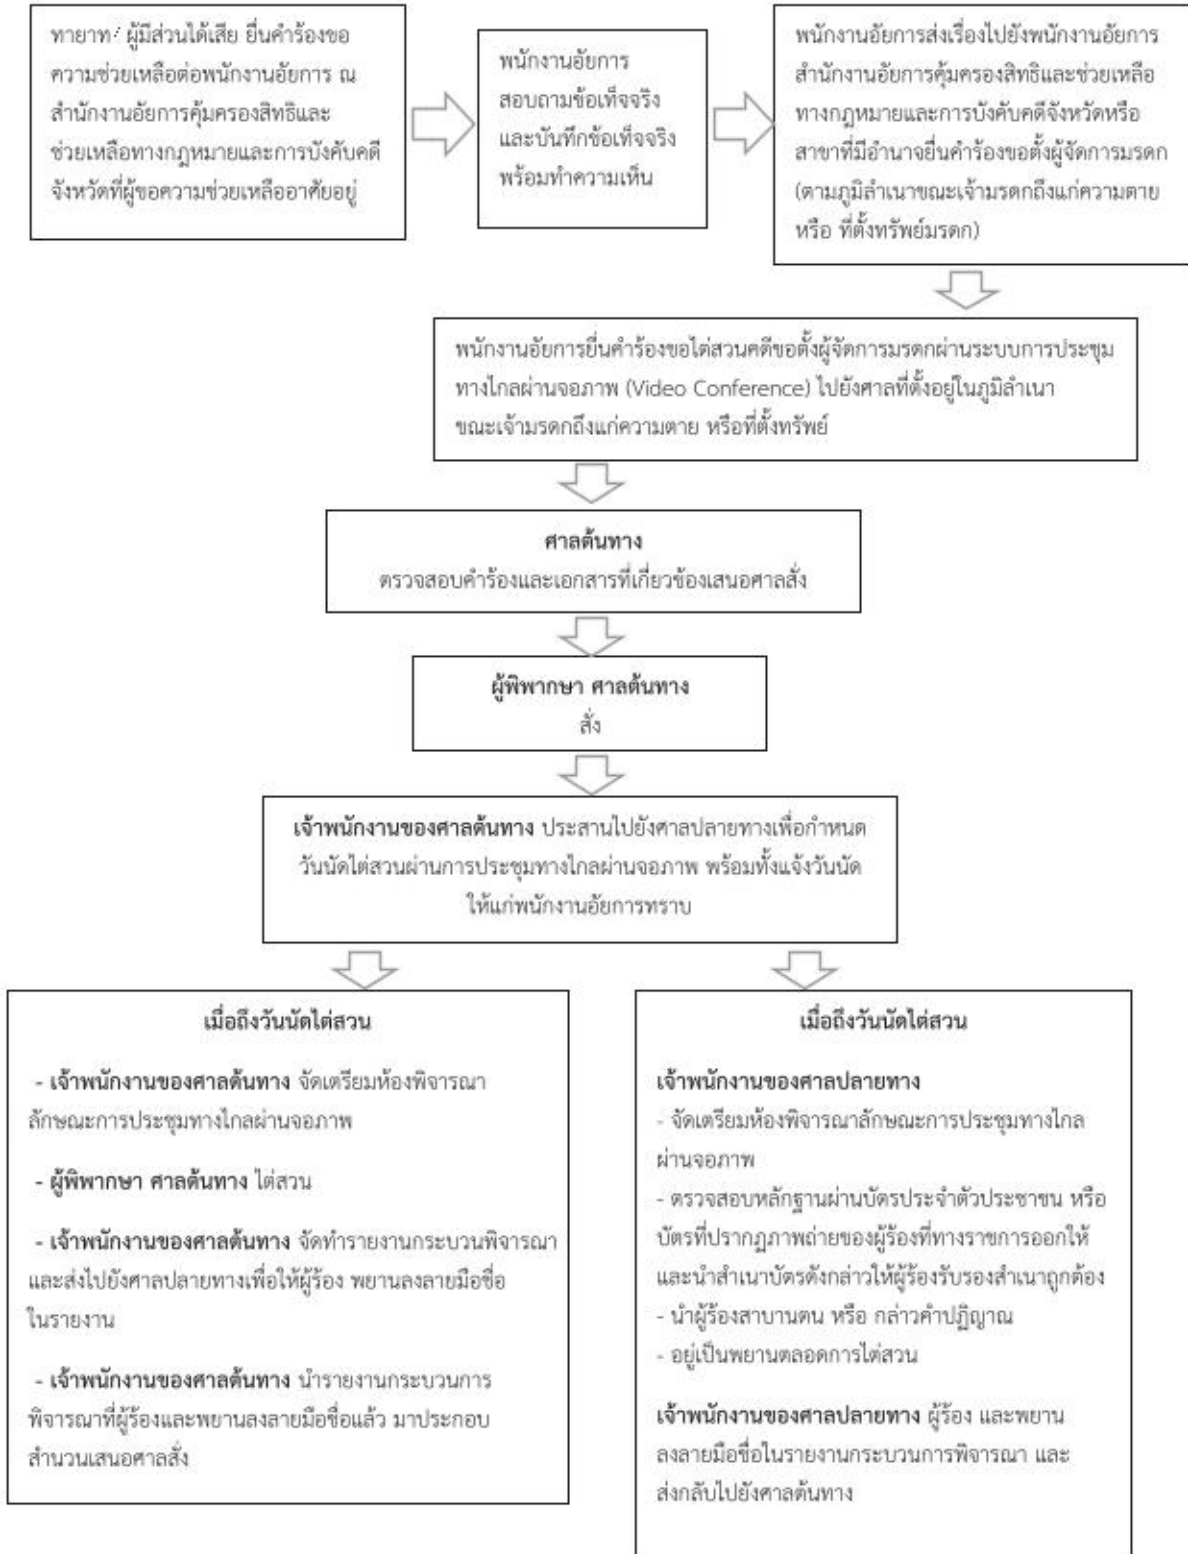 ทายาท/ ผู้มีส่วนได้เสีย ยื่นคำร้องขอ
ความช่วยเหลือต่อพนักงานอัยการ ณ
สำนักงานอัยการคุ้มครองสิทธิและ
ช่วยเหลือทางกฎหมายและการบังคับคดี
จังหวัดที่ผู้ขอความช่วยเหลืออาศัยอยู่
พนักงานอัยการ
สอบถามข้อเท็จจริง
และบันทึกข้อเท็จจริง
พร้อมทำความเห็น
พนักงานอัยการส่งเรื่องไปยังพนักงานอัยการ
สำนักงานอัยการคุ้มครองสิทธิและช่วยเหลือ
ทางกฎหมายและการบังคับคดีจังหวัดหรือ
สาขาที่มีอำนาจยื่นคำร้องขอตั้งผู้จัดการมรดก
(ตามภูมิลำเนาขณะเจ้ามรดกถึงแก่ความตาย
หรือ ที่ตั้งทรัพย์มรดก)
พนักงานอัยการยื่นคำร้องขอไต่สวนคดีขอตั้งผู้จัดการมรดกผ่านระบบการประชุม
ทางไกลผ่านจอภาพ (Video Conference) ไปยังศาลที่ตั้งอยู่ในภูมิลำเนา
ขณะเจ้ามรดกถึงแก่ความตาย หรือที่ตั้งทรัพย์
ศาลต้นทาง
ตรวจสอบคำร้องและเอกสารที่เกี่ยวข้องเสนอศาลสั่ง
ผู้พิพากษา ศาลต้นทาง
สั่ง
เจ้าพนักงานของศาลต้นทาง ประสานไปยังศาลปลายทางเพื่อกำหนด
วันนัดไต่สวนผ่านการประชุมทางไกลผ่านจอภาพ พร้อมทั้งแจ้งวันนัด
ให้แก่พนักงานอัยการทราบ
เมื่อถึงวันนัดไต่สวน
- เจ้าพนักงานของศาลต้นทาง จัดเตรียมห้องพิจารณา
ลักษณะการประชุมทางไกลผ่านจอภาพ
- ผู้พิพากษา ศาลต้นทาง ไต่สวน
- เจ้าพนักงานของศาลต้นทาง จัดทำรายงานกระบวนพิจารณา
และส่งไปยังศาลปลายทางเพื่อให้ผู้ร้อง พยานลงลายมือชื่อ
ในรายงาน
- เจ้าพนักงานของศาลต้นทาง นำรายงานกระบวนการ
พิจารณาที่ผู้ร้องและพยานลงลายมือชื่อแล้ว มาประกอบ
สำนวนเสนอศาลสั่ง
เมื่อถึงวันนัดไต่สวน
เจ้าพนักงานของศาลปลายทาง
- จัดเตรียมห้องพิจารณาลักษณะการประชุมทางไกล
ผ่านจอภาพ
- ตรวจสอบหลักฐานผ่านบัตรประจำตัวประชาชน หรือ
บัตรที่ปรากฏภาพถ่ายของผู้ร้องที่ทางราชการออกให้
และนำสำเนาบัตรดังกล่าวให้ผู้ร้องรับรองสำเนาถูกต้อง
- นำผู้ร้องสาบานตน หรือ กล่าวคำปฏิญาณ
- อยู่เป็นพยานตลอดการไต่สวน
เจ้าพนักงานของศาลปลายทาง ผู้ร้อง และพยาน
ลงลายมือชื่อในรายงานกระบวนการพิจารณา และ
ส่งกลับไปยังศาลต้นทาง